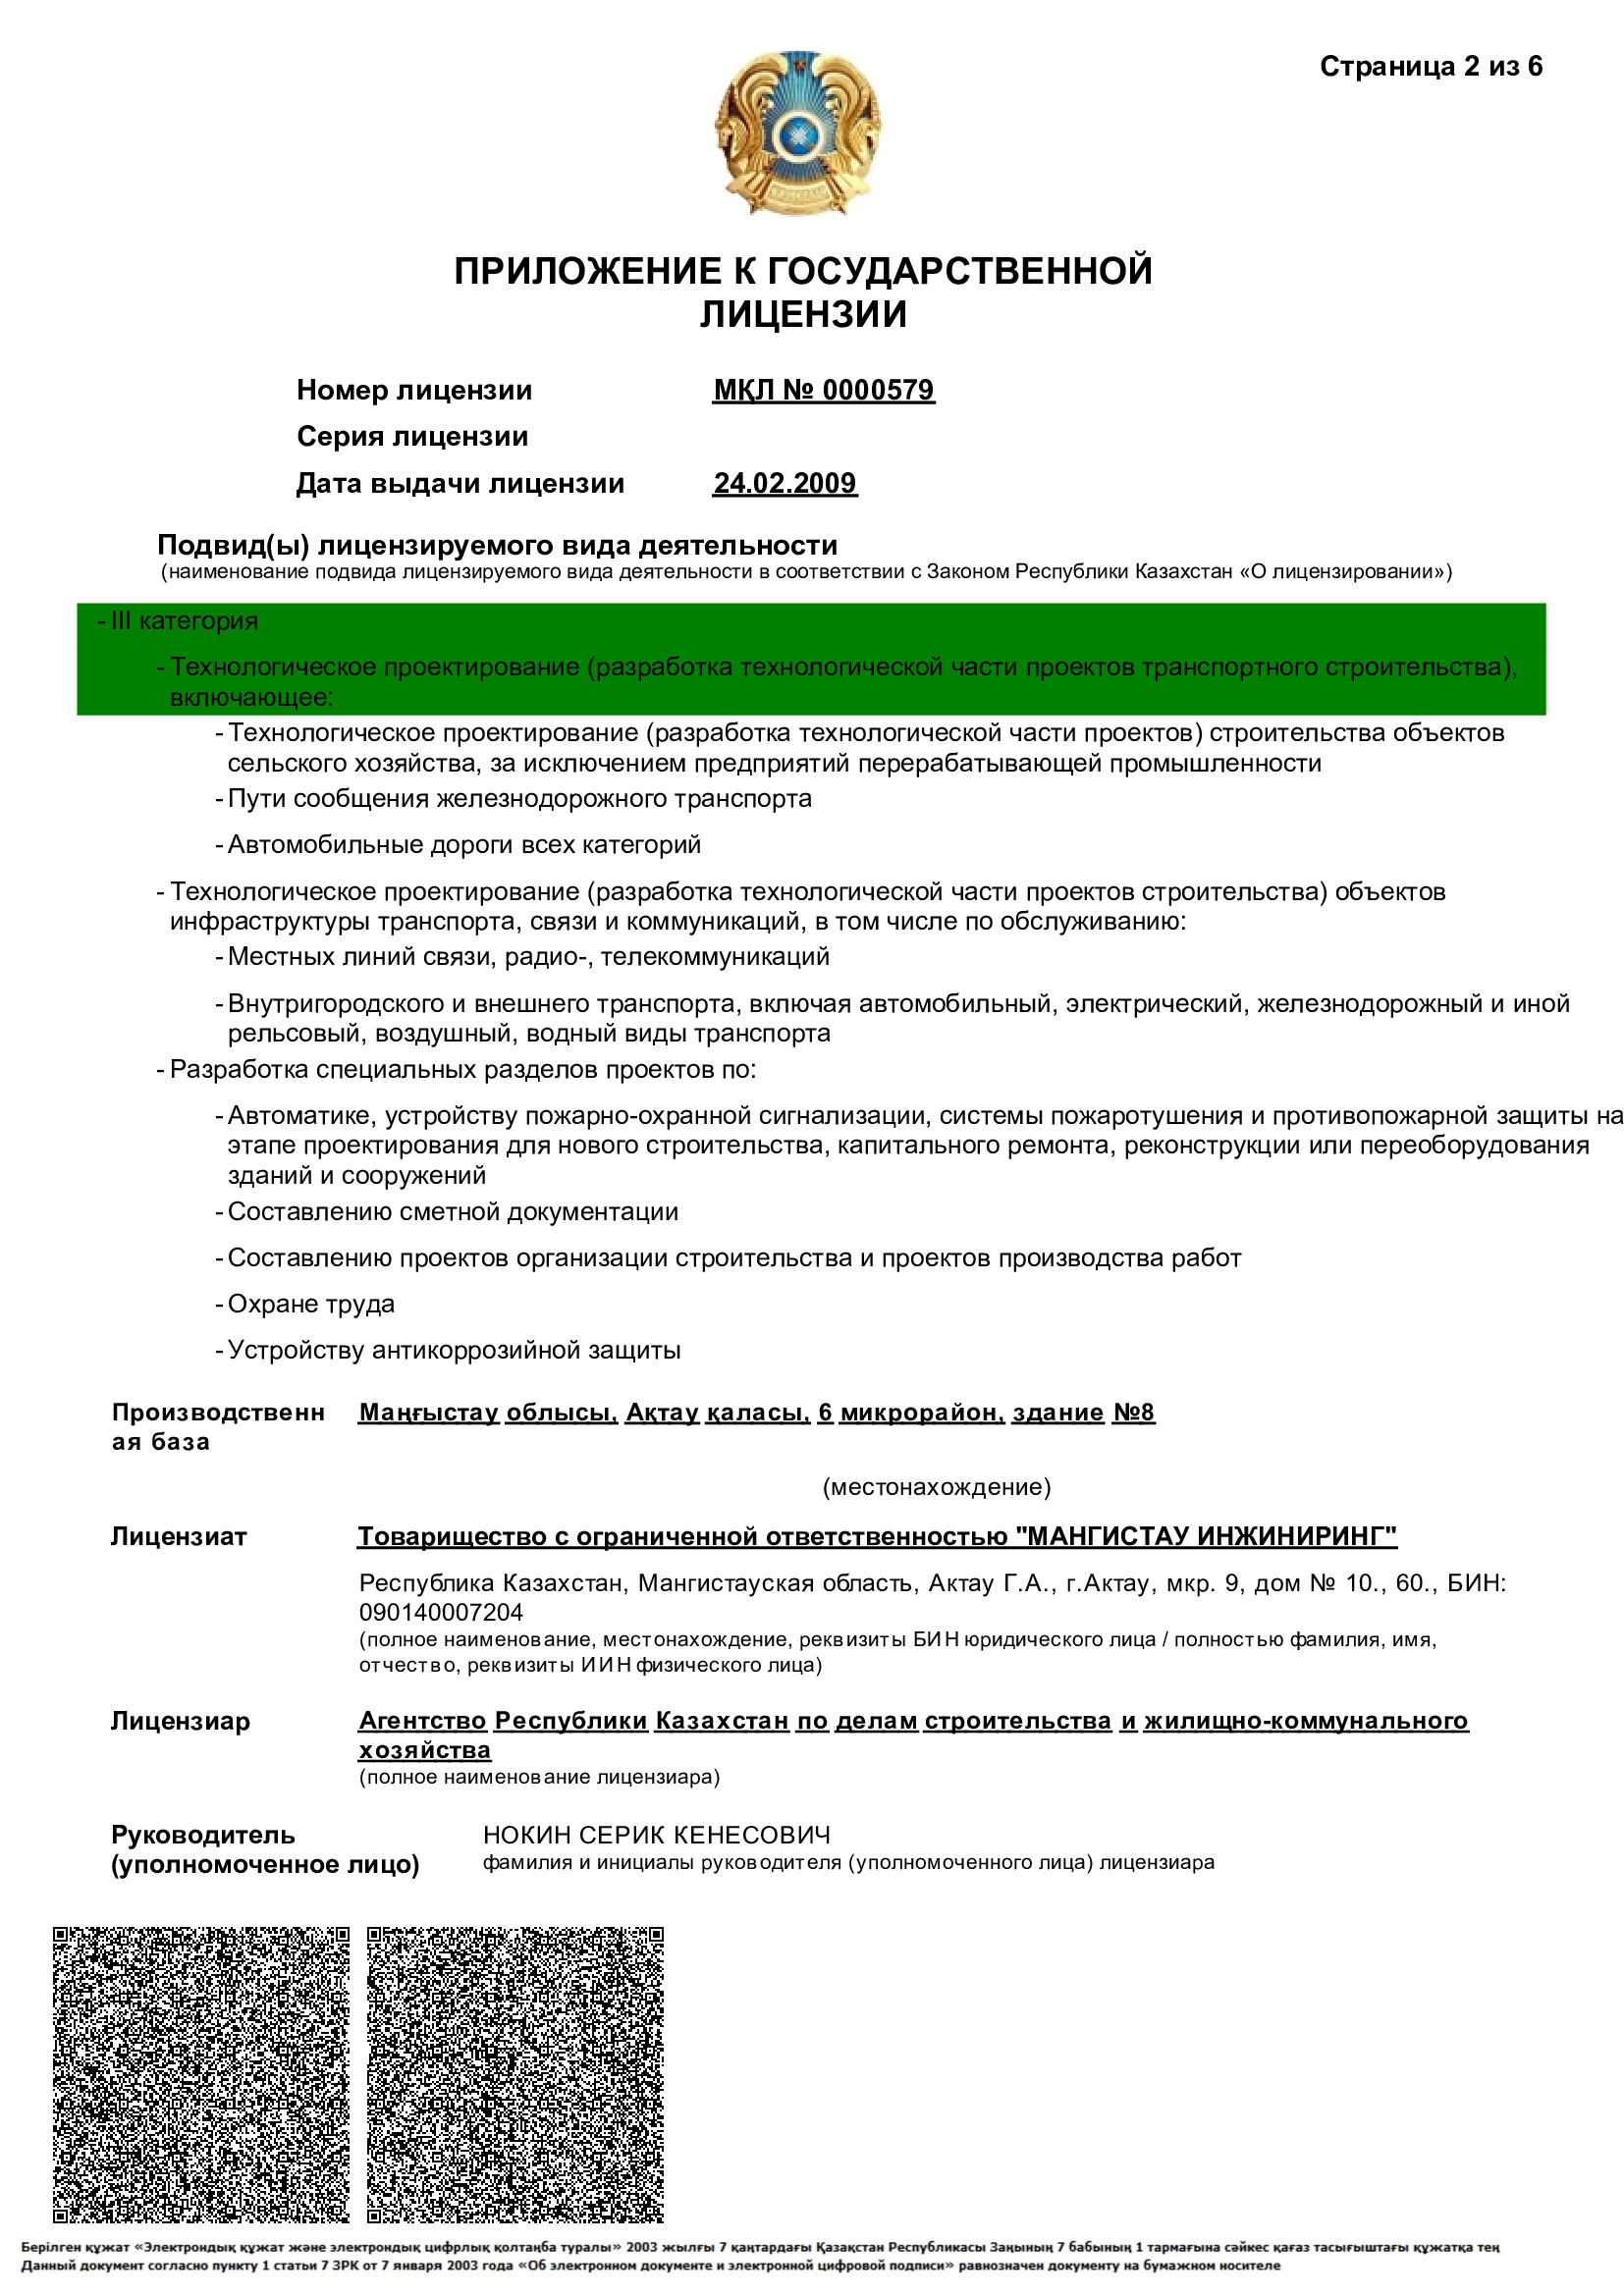 Страница 2 из 6
ПРИЛОЖЕНИЕ К ГОСУДАРСТВЕННОЙ
ЛИЦЕНЗИИ
Номер лицензии МҚЛ № 0000579
Серия лицензии
Дата выдачи лицензии 24.02.2009
Подвид(ы) лицензируемого вида деятельности
(наименование подвида лицензируемого вида деятельности в соответствии с Законом Республики Казахстан «О лицензировании»)
- III категория
- Технологическое проектирование (разработка технологической части проектов транспортного строительства),
включающее:
- Технологическое проектирование (разработка технологической части проектов) строительства объектов
сельского хозяйства, за исключением предприятий перерабатывающей промышленности
- Пути сообщения железнодорожного транспорта
- Автомобильные дороги всех категорий
- Технологическое проектирование (разработка технологической части проектов строительства) объектов
инфраструктуры транспорта, связи и коммуникаций, в том числе по обслуживанию:
- Местных линий связи, радио-, телекоммуникаций
- Внутригородского и внешнего транспорта, включая автомобильный, электрический, железнодорожный и иной
рельсовый, воздушный, водный виды транспорта
- Разработка специальных разделов проектов по:
- Автоматике, устройству пожарно-охранной сигнализации, системы пожаротушения и противопожарной защиты на
этапе проектирования для нового строительства, капитального ремонта, реконструкции или переоборудования
зданий и сооружений
- Составлению сметной документации
- Составлению проектов организации строительства и проектов производства работ
- Охране труда
- Устройству антикоррозийной защиты
Производственн Маңғыстау облысы, Ақтау қаласы, 6 микрорайон, здание №8
ая база
(местонахождение)
Лицензиат Товарищество с ограниченной ответственностью "МАНГИСТАУ ИНЖИНИРИНГ"
Республика Казахстан, Мангистауская область, Актау Г.А., г.Актау, мкр. 9, дом № 10., 60., БИН:
090140007204
(полное наименование, местонахождение, реквизиты БИН юридического лица / полностью фамилия, имя,
отчество, реквизиты ИИН физического лица)
Лицензиар Агентство Республики Казахстан по делам строительства и жилищно-коммунального
хозяйства
(полное наименование лицензиара)
Руководитель НОКИН СЕРИК КЕНЕСОВИЧ
(уполномоченное лицо) фамилия и инициалы руководителя (уполномоченного лица) лицензиара
Берілген құжат «Электрондық құжат және электрондық цифрлық қолтаңба туралы» 2003 жылғы 7 қаңтардағы Қазақстан Республикасы Заңының 7 бабының 1 тармағына сәйкес қағаз тасығыштағы құжатқа тең
Данный документ согласно пункту 1 статьи 7 ЗРК от 7 января 2003 года «Об электронном документе и электронной цифровой подписи» равнозначен документу на бумажном носителе